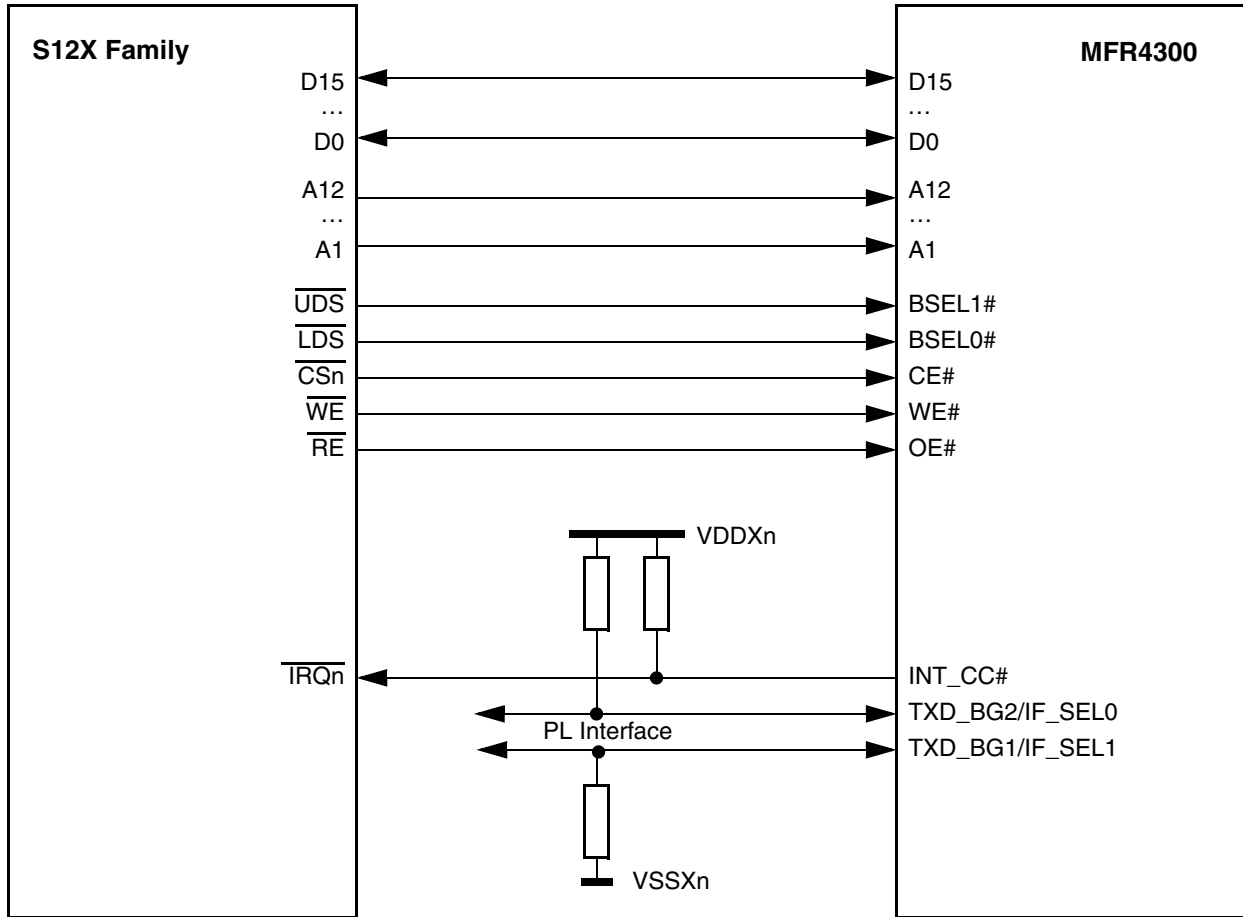 S12X Family
MFR4300
D15 D15
... ...
D0 D0
A12 A12
... ...
A1 A1
UDS BSEL1#
LDS BSEL0#
CSn CE#
WE WE#
RE OE#
VDDXn
IRQn INT_CC#
TXD_BG2/IF_SEL0
PL Interface
TXD_BG1/IF_SEL1
VSSXn